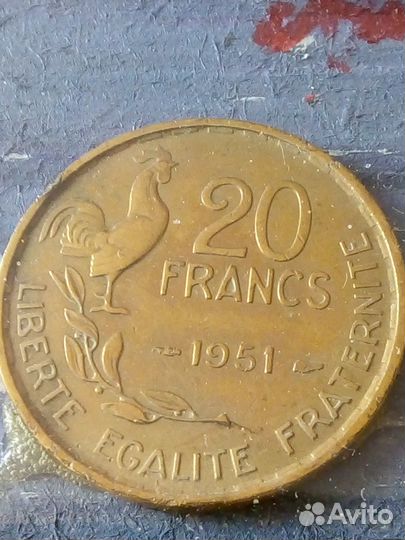 20
FRANCS
1951
LIBERTE EGALITE FRATERNITE
Avito